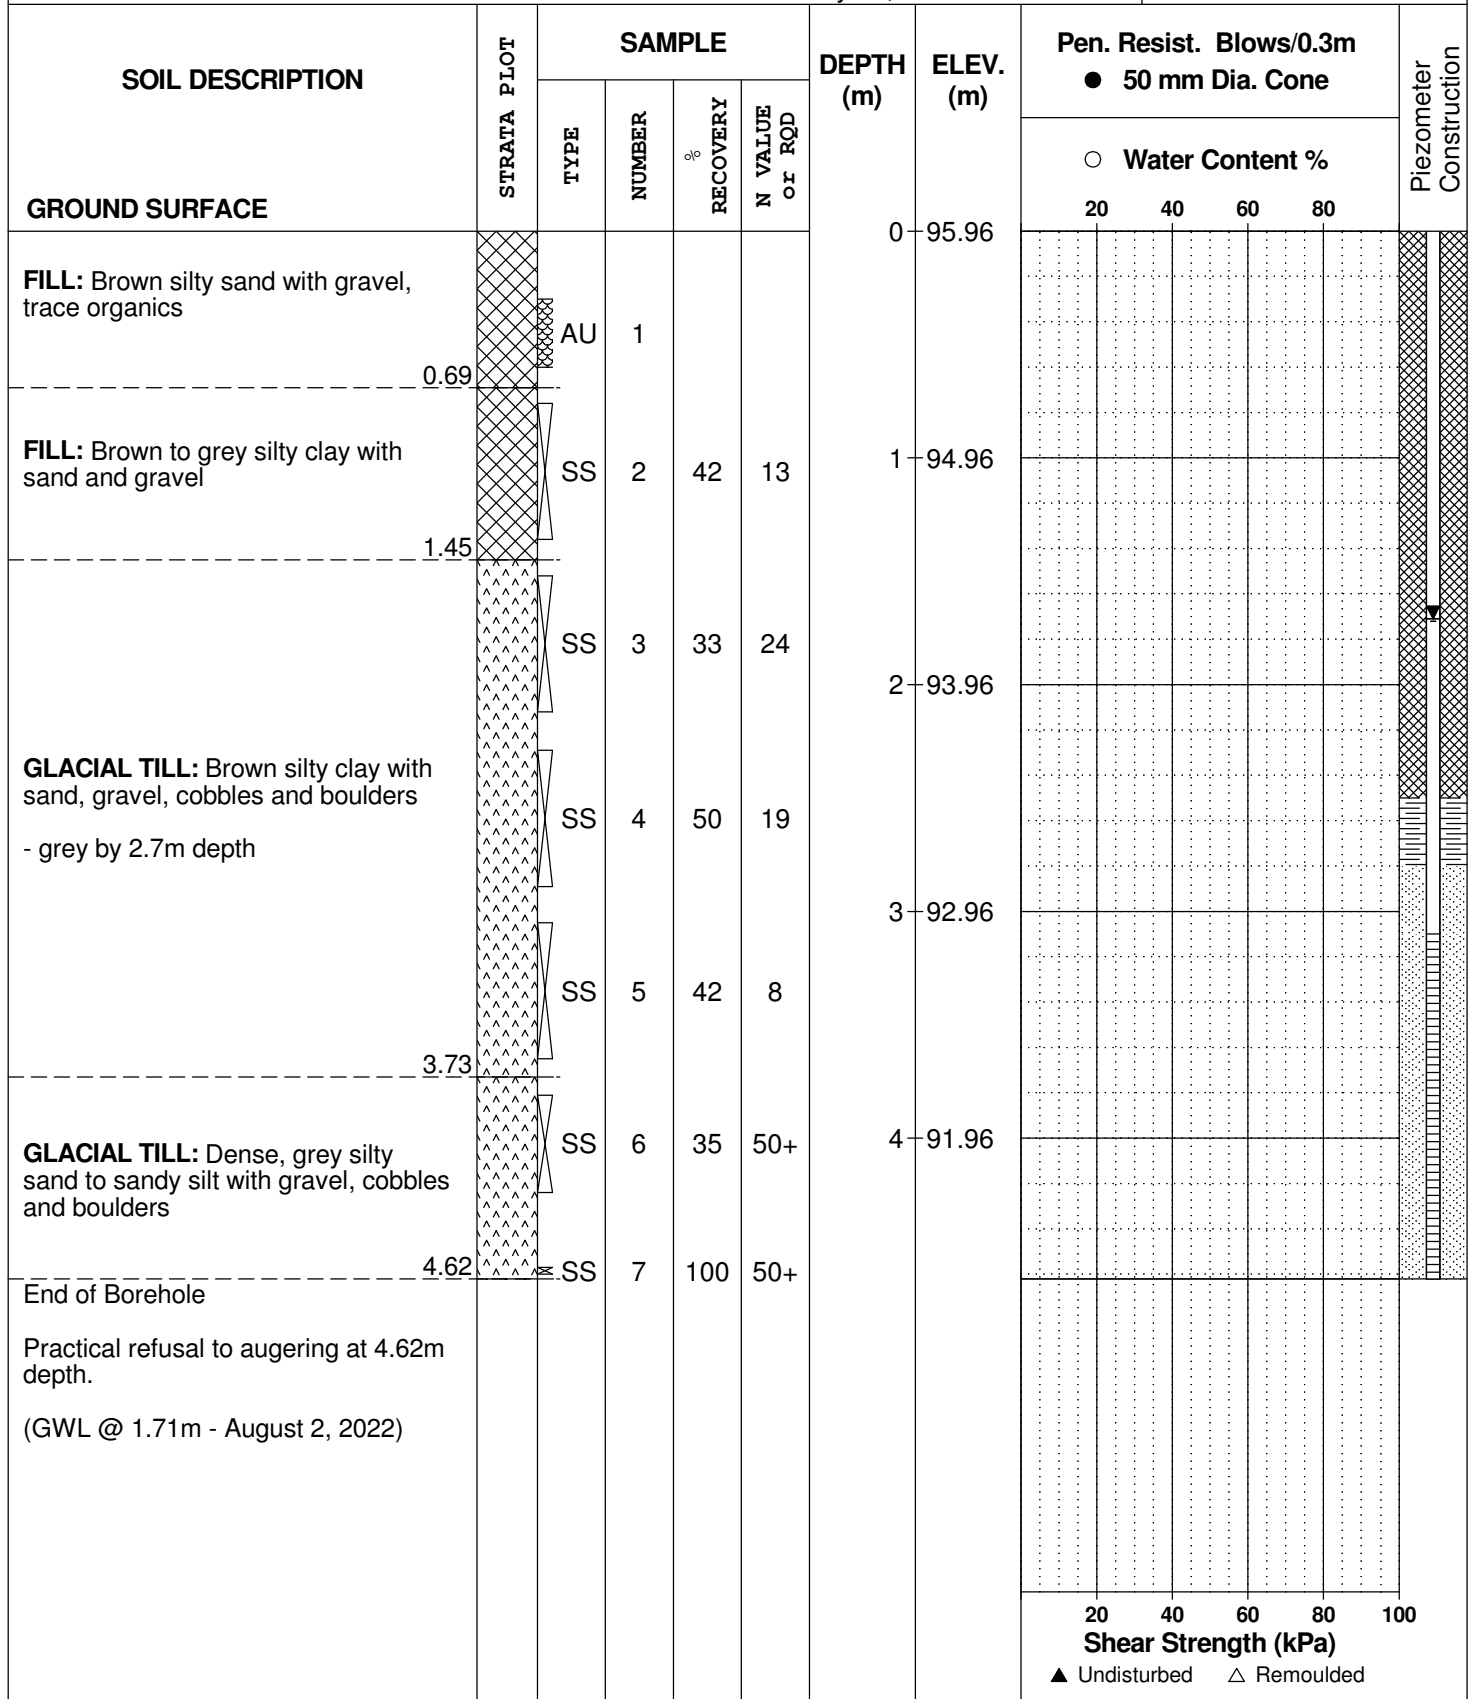 SOIL DESCRIPTION
GROUND SURFACE
STRATA PLOT
SAMPLE
TYPE
NUMBER
%
RECOVERY
N VALUE
or RQD
DEPTH
(m)
ELEV.
(m)
Pen. Resist. Blows/0.3m
● 50 mm Dia. Cone
○ Water Content %
20 40 60 80
Piezometer
Construction
0 95.96
FILL: Brown silty sand with gravel,
trace organics
AU 1
0.69
FILL: Brown to grey silty clay with
sand and gravel
SS 2 42 13
1 94.96
1.45
SS 3 33 24
2 93.96
GLACIAL TILL: Brown silty clay with
sand, gravel, cobbles and boulders
- grey by 2.7m depth
SS 4 50 19
3 92.96
SS 5 42 8
3.73
GLACIAL TILL: Dense, grey silty
sand to sandy silt with gravel, cobbles
and boulders
SS 6 35 50+
4 91.96
4.62
SS 7 100 50+
End of Borehole
Practical refusal to augering at 4.62m
depth.
(GWL @ 1.71m - August 2, 2022)
20 40 60 80 100
Shear Strength (kPa)
▲ Undisturbed △ Remoulded